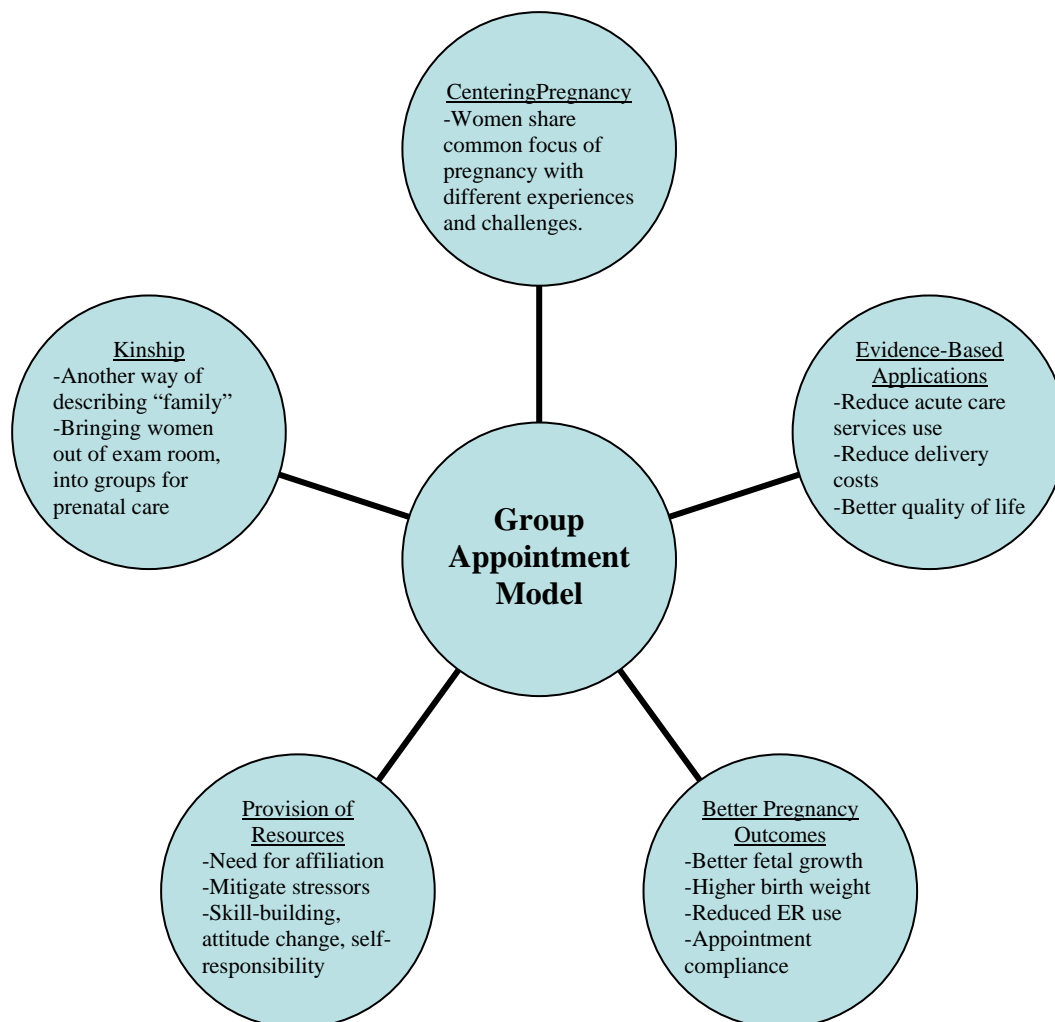 CenteringPregnancy
-Women share
common focus of
pregnancy with
different experiences
and challenges.
Kinship
-Another way of
describing “family”
-Bringing women
out of exam room,
into groups for
prenatal care
Evidence-Based
Applications
-Reduce acute care
services use
-Reduce delivery
costs
-Better quality of life
Group
Appointment
Model
Provision of
Resources
-Need for affiliation
-Mitigate stressors
-Skill-building,
attitude change, self-
responsibility
Better Pregnancy
Outcomes
-Better fetal growth
-Higher birth weight
-Reduced ER use
-Appointment
compliance